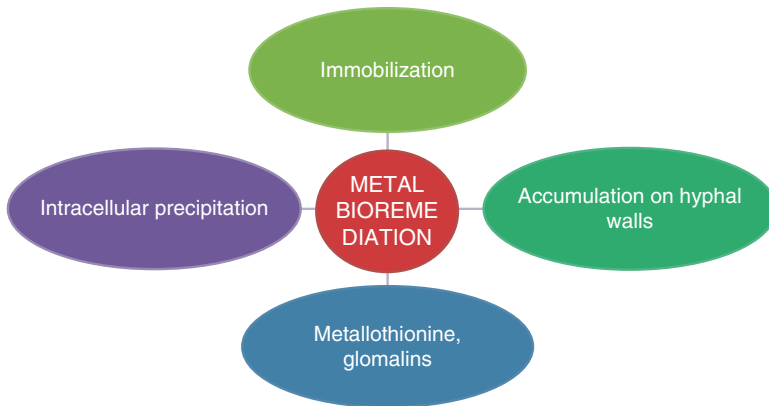 Immobilization
Intracellular precipitation
METAL
BIOREME
DIATION
Accumulation on hyphal
walls
Metallothionine,
glomalins